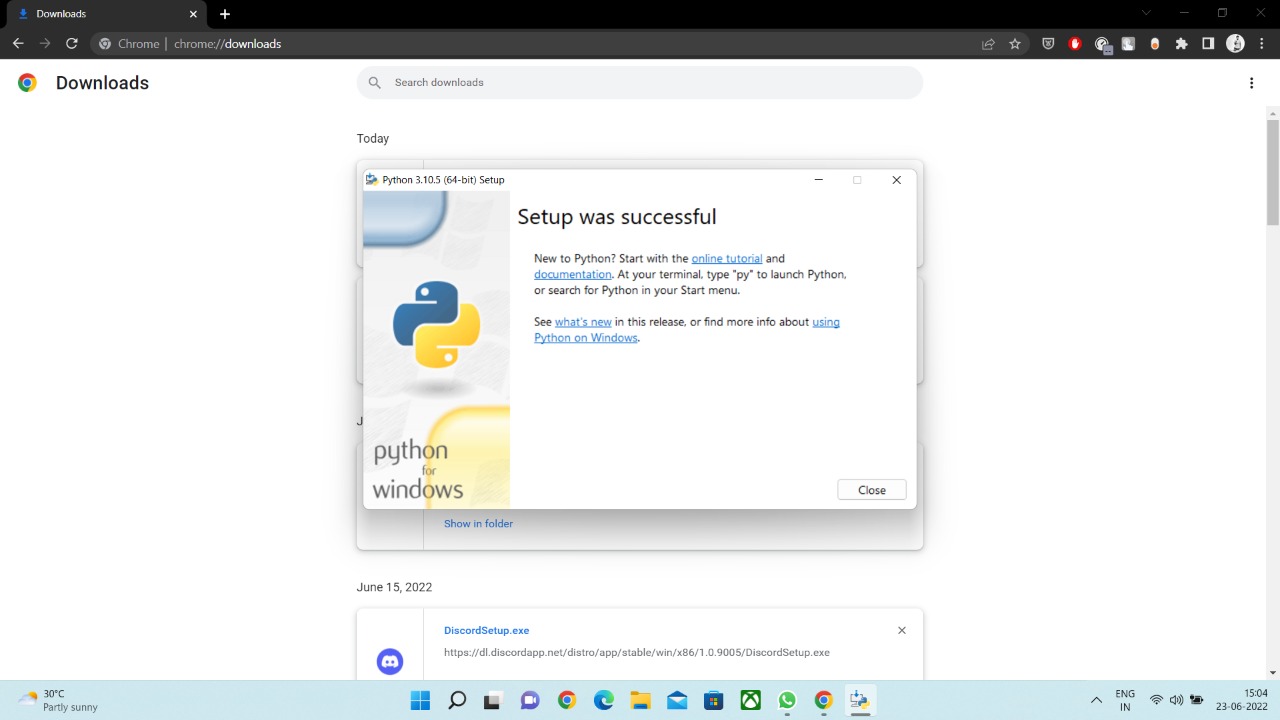 Downloads
Chrome | chrome://downloads
Downloads
Search downloads
Today
Python 3.10.5 (64-bit) Setup
Setup was successful
New to Python? Start with the online tutorial and
documentation. At your terminal, type "py" to launch Python,
or search for Python in your Start menu.
See what's new in this release, or find more info about using
Python on Windows.
python
for
windows
Close
J
Show in folder
June 15, 2022
DiscordSetup.exe
https://dl.discordapp.net/distro/app/stable/win/x86/1.0.9005/DiscordSetup.exe
30°C
Partly sunny
ENG
IN
15:04
23-06-2022